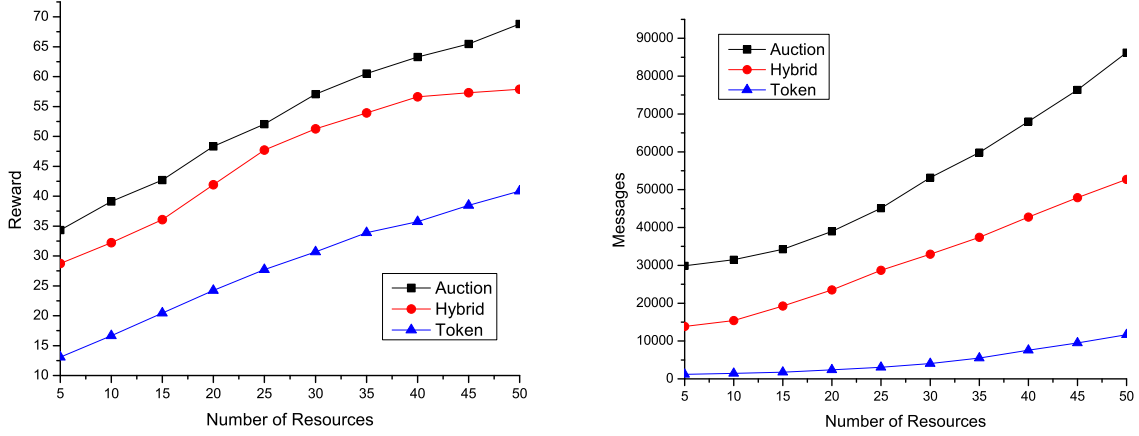 70
65
60
55
50
45
40
35
30
25
20
15
10
Reward
Auction
Hybrid
Token
5 10 15 20 25 30 35 40 45 50
Number of Resources
90000
80000
70000
60000
50000
40000
30000
20000
10000
0
Messages
Auction
Hybrid
Token
5 10 15 20 25 30 35 40 45 50
Number of Resources